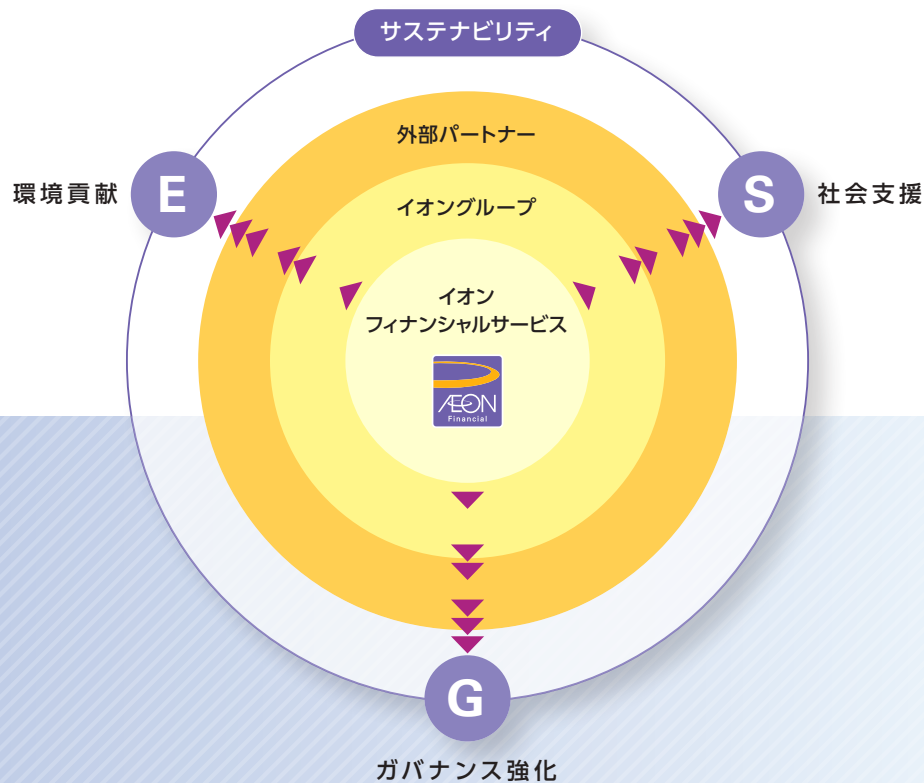 サステナビリティ
外部パートナー
環境貢献
E
S
社会支援
イオングループ
イオン
フィナンシャルサービス
ÆON
Financial
G
ガバナンス強化